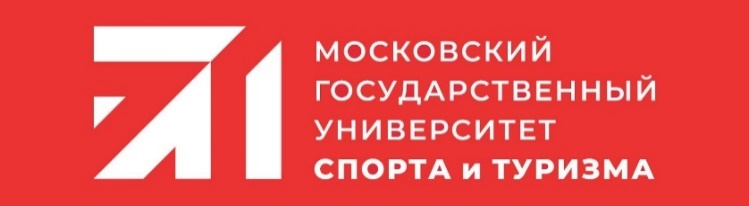 МОСКОВСКИЙ
ГОСУДАРСТВЕННЫЙ
УНИВЕРСИТЕТ
СПОРТА и ТУРИЗМА